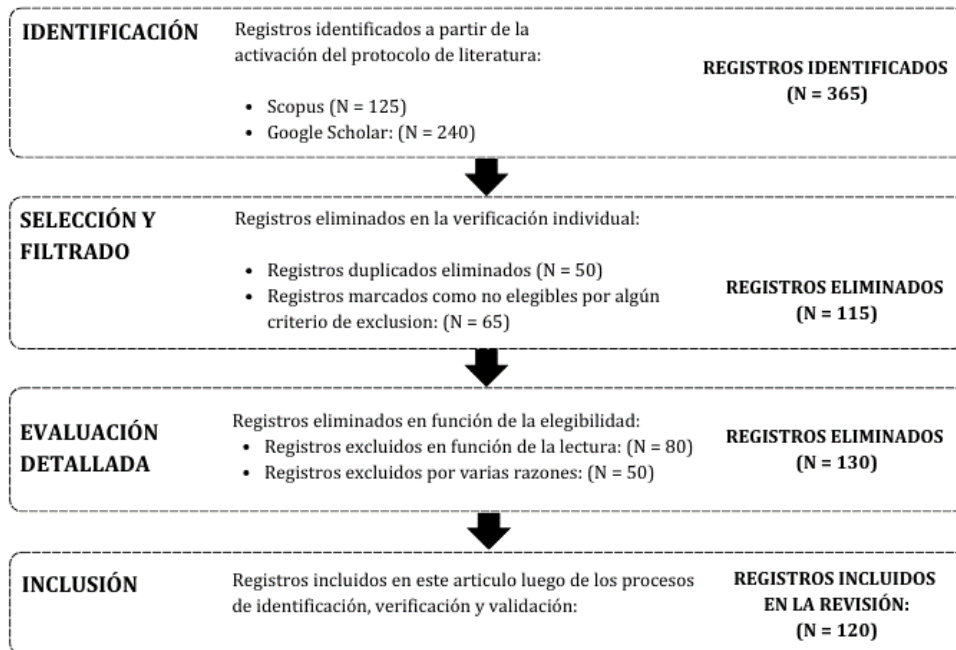 IDENTIFICACIÓN
Registros identificados a partir de la
activación del protocolo de literatura:
• Scopus (N = 125)
• Google Scholar: (N = 240)
REGISTROS IDENTIFICADOS
(N = 365)
SELECCIÓN Y
FILTRADO
Registros eliminados en la verificación individual:
• Registros duplicados eliminados (N = 50)
• Registros marcados como no elegibles por algún
criterio de exclusion: (N = 65)
REGISTROS ELIMINADOS
(N = 115)
EVALUACIÓN
DETALLADA
Registros eliminados en función de la elegibilidad:
• Registros excluidos en función de la lectura: (N = 80)
• Registros excluidos por varias razones: (N = 50)
REGISTROS ELIMINADOS
(N = 130)
INCLUSIÓN
Registros incluidos en este articulo luego de los procesos
de identificación, verificación y validación:
REGISTROS INCLUIDOS
EN LA REVISIÓN:
(N = 120)